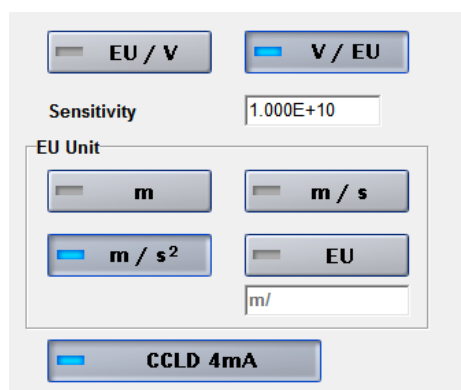 EU / V
V / EU
Sensitivity
1.000E+10
EU Unit
m
m / s
m / s²
EU
m/
CCLD 4mA